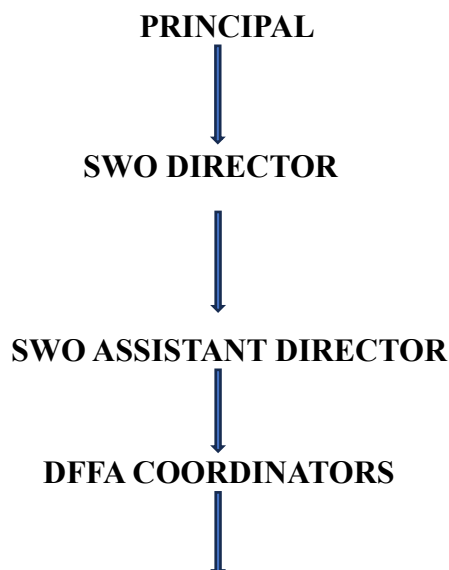 PRINCIPAL
SWO DIRECTOR
SWO ASSISTANT DIRECTOR
DFFA COORDINATORS